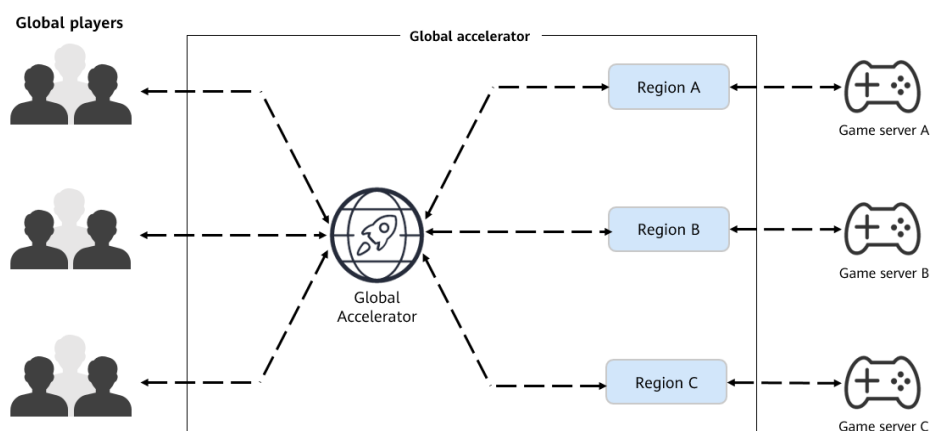 Global players
Global accelerator
Region A
Game server A
Region B
Game server B
Global
Accelerator
Region C
Game server C